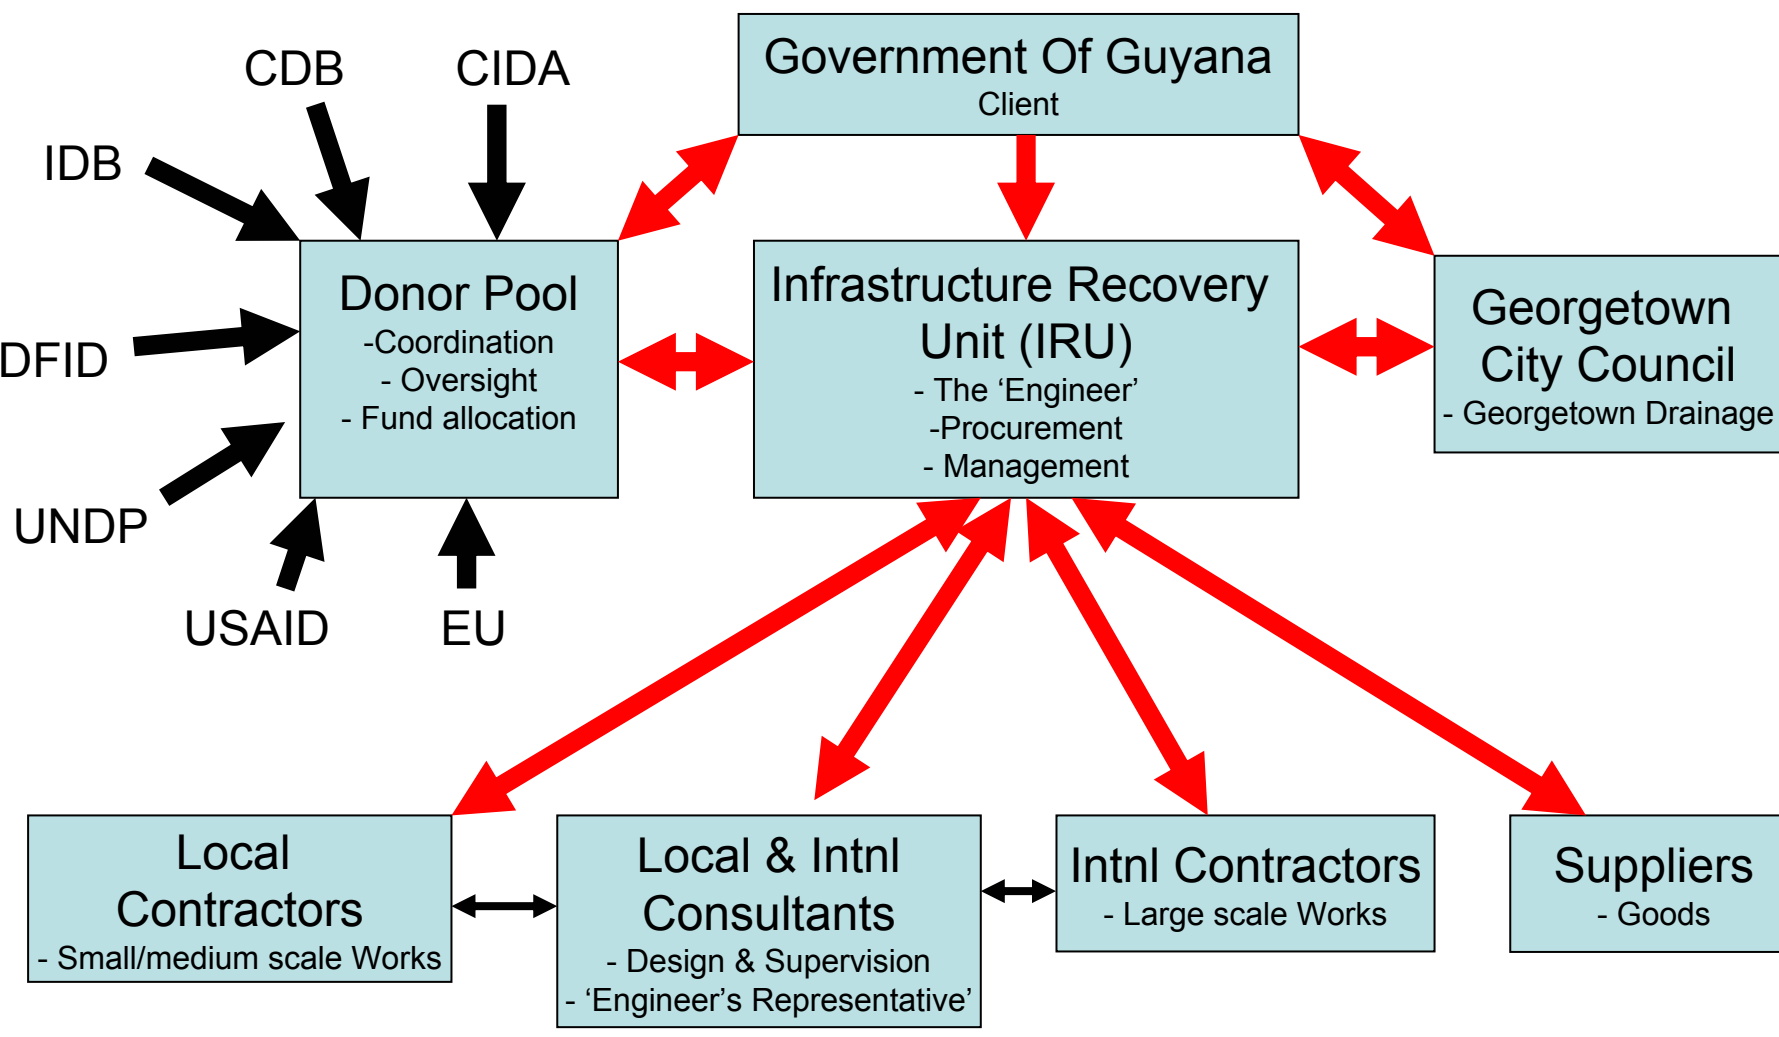 CDB
CIDA
Government Of Guyana
Client
IDB
Donor Pool
-Coordination
- Oversight
- Fund allocation
Infrastructure Recovery
Unit (IRU)
- The ‘Engineer’
-Procurement
- Management
Georgetown
City Council
- Georgetown Drainage
DFID
UNDP
USAID
EU
Local
Contractors
- Small/medium scale Works
Local & Intnl
Consultants
- Design & Supervision
- ‘Engineer’s Representative’
Intnl Contractors
- Large scale Works
Suppliers
- Goods